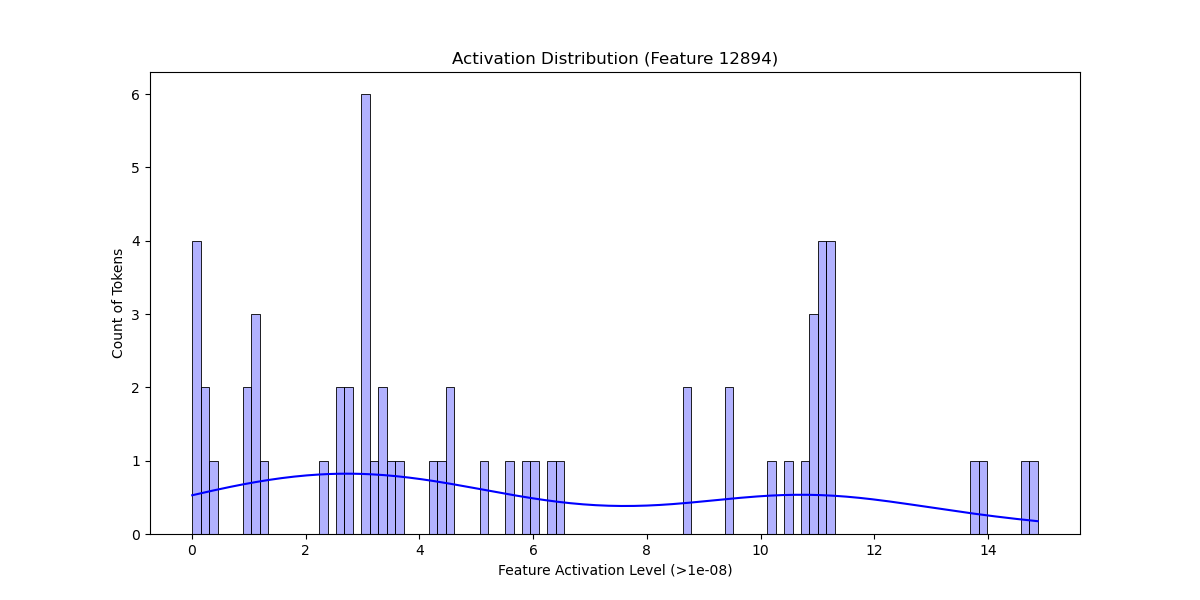 Activation Distribution (Feature 12894)
6
5
4
3
2
1
0
Count of Tokens
0 2 4 6 8 10 12 14
Feature Activation Level (>1e-08)